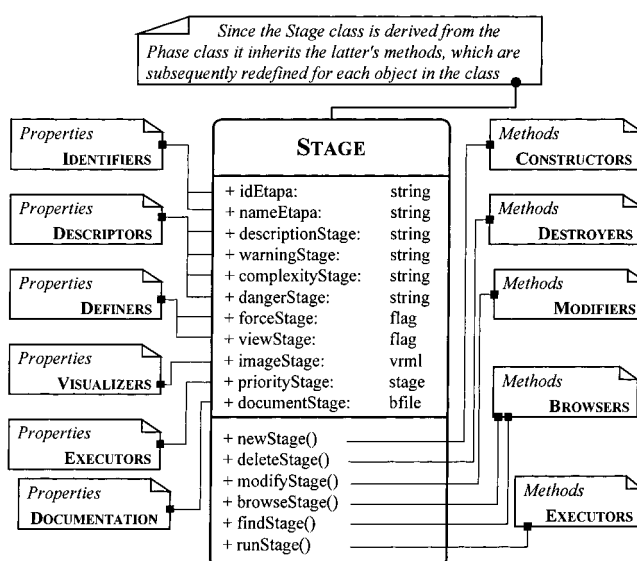 Since the Stage class is derived from the
Phase class it inherits the latter's methods, which are
subsequently redefined for each object in the class
Properties
IDENTIFIERS
Properties
DESCRIPTORS
Properties
DEFINERS
Properties
VISUALIZERS
Properties
EXECUTORS
Properties
DOCUMENTATION
STAGE
+ idEtapa: string
+ nameEtapa: string
+ descriptionStage: string
+ warningStage: string
+ complexityStage: string
+ dangerStage: string
+ forceStage: flag
+ viewStage: flag
+ imageStage: vrml
+ priorityStage: stage
+ documentStage: bfile
+ newStage()
+ deleteStage()
+ modifyStage()
+ browseStage()
+ findStage()
+ runStage()
Methods
CONSTRUCTORS
Methods
DESTROYERS
Methods
MODIFIERS
Methods
BROWSERS
Methods
EXECUTORS